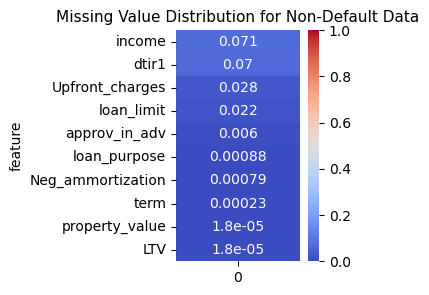 Missing Value Distribution for Non-Default Data
feature
income 0.071
dtir1 0.07
Upfront_charges 0.028
loan_limit 0.022
approv_in_adv 0.006
loan_purpose 0.00088
Neg_ammortization 0.00079
term 0.00023
property_value 1.8e-05
LTV 1.8e-05
0
1.0
0.8
0.6
0.4
0.2
0.0